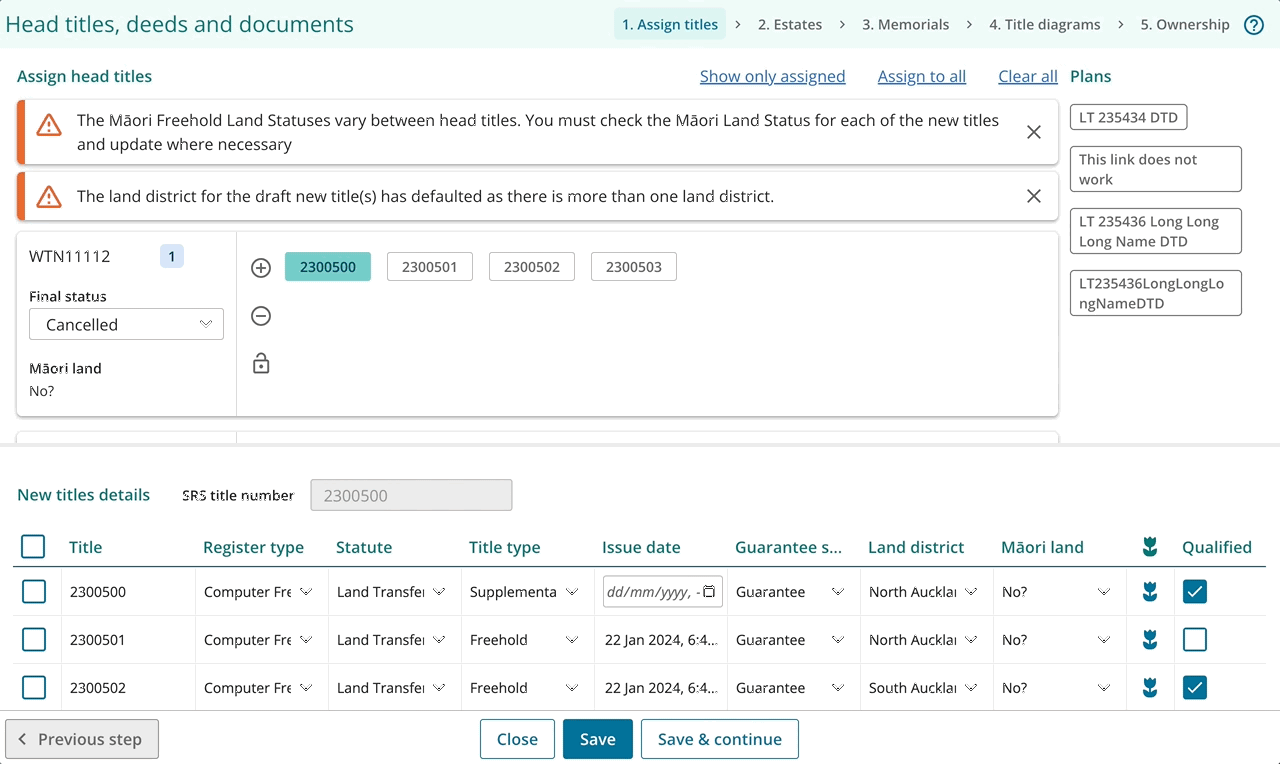 Head titles, deeds and documents
1. Assign titles > 2. Estates > 3. Memorials > 4. Title diagrams > 5. Ownership
Assign head titles
Show only assigned
Assign to all
Clear all
Plans
The Māori Freehold Land Statuses vary between head titles. You must check the Māori Land Status for each of the new titles
and update where necessary
The land district for the draft new title(s) has defaulted as there is more than one land district.
LT 235434 DTD
This link does not
work
LT 235436 Long Long
Long Name DTD
LT235436LongLongLo
ngNameDTD
WTN11112 1
Final status
Cancelled
Māori land
No?
2300500 2300501 2300502 2300503
New titles details
SRS title number
2300500
Title Register type Statute Title type Issue date Guarantee s... Land district Māori land Qualified
2300500 Computer Fre Land Transfer Supplementa dd/mm/yyyy, - Guarantee North Aucklar No?
2300501 Computer Fre Land Transfer Freehold 22 Jan 2024, 6:4... Guarantee North Aucklar No?
2300502 Computer Fre Land Transfer Freehold 22 Jan 2024, 6:4... Guarantee South Aucklar No?
Previous step
Close
Save
Save & continue